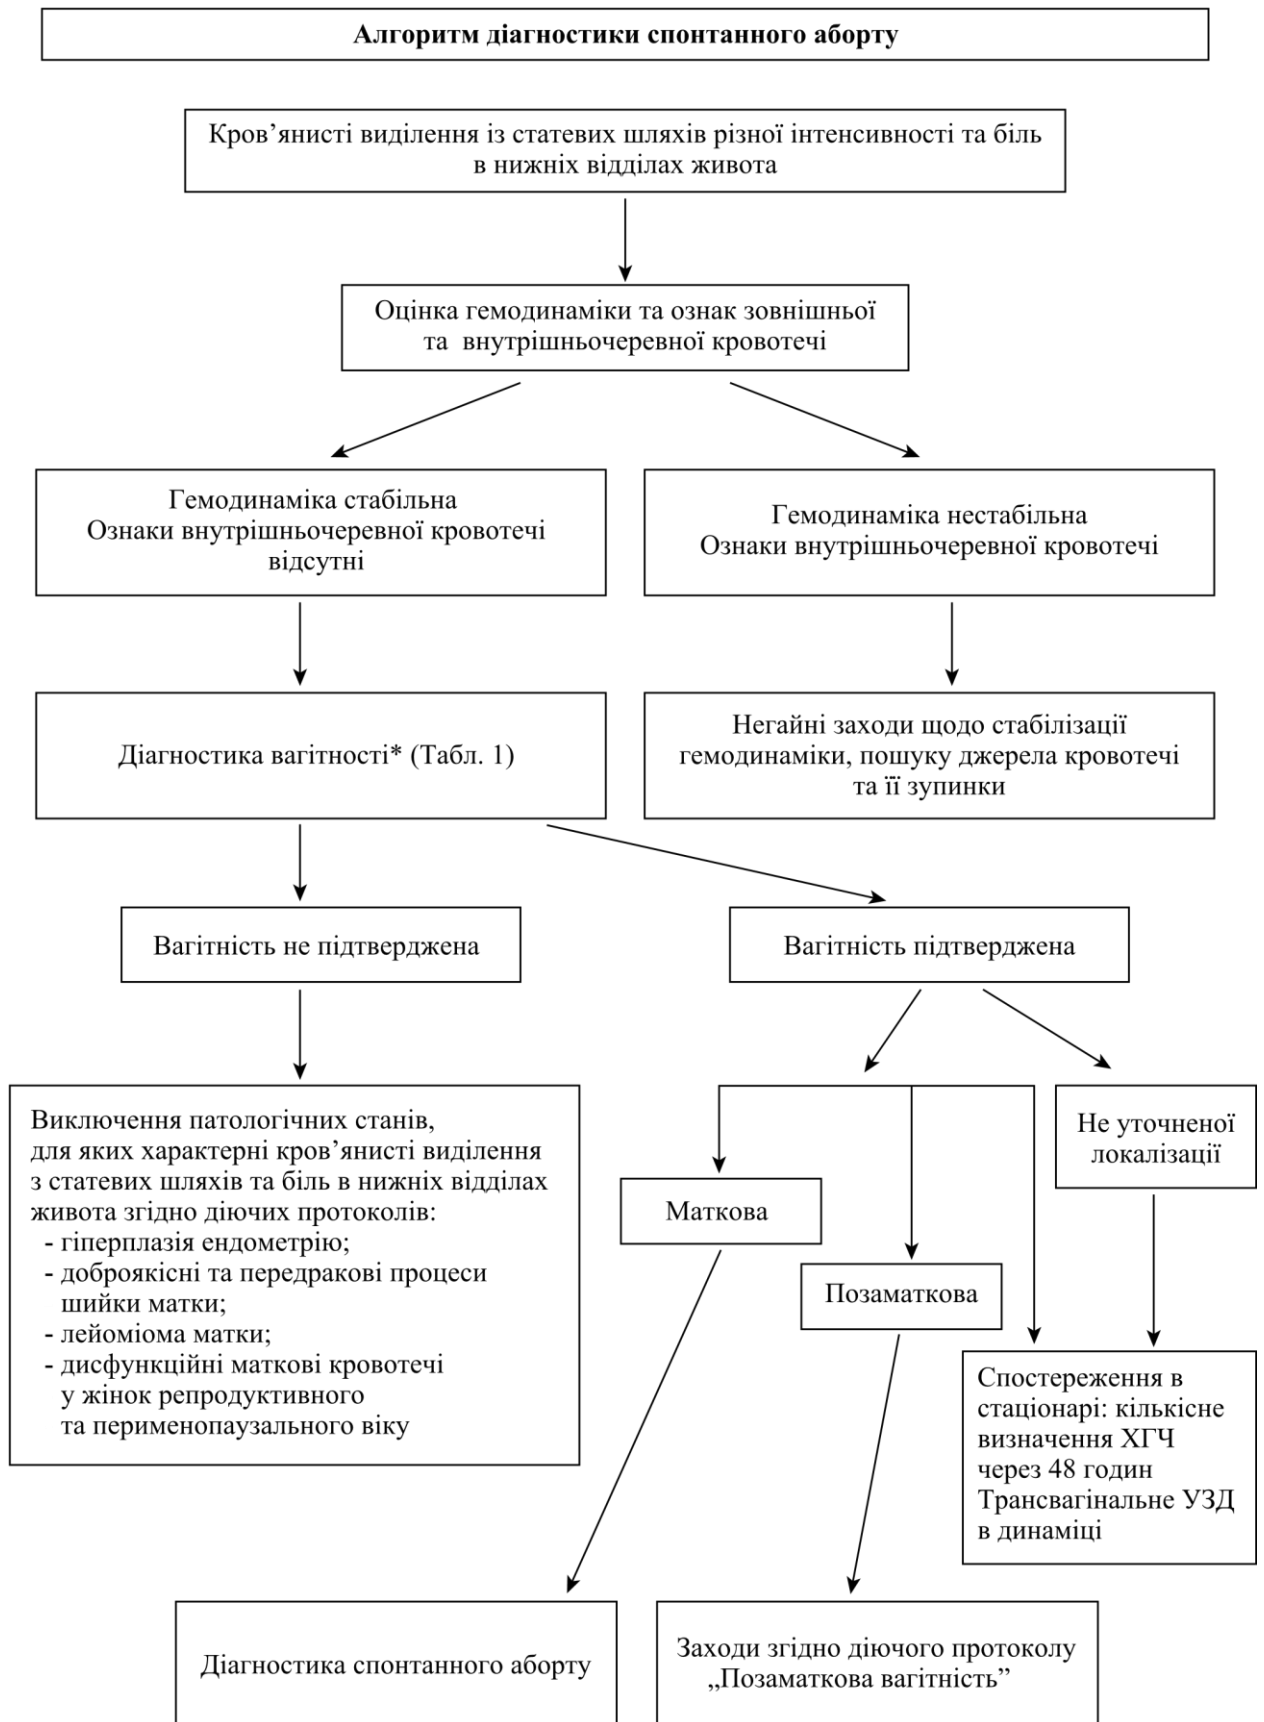 Алгоритм діагностики спонтанного аборту
Кров’янисті виділення із статевих шляхів різної інтенсивності та біль
в нижніх відділах живота
Оцінка гемодинаміки та ознак зовнішньої
та внутрішньочеревної кровотечі
Гемодинаміка стабільна
Ознаки внутрішньочеревної кровотечі
відсутні
Гемодинаміка нестабільна
Ознаки внутрішньочеревної кровотечі
Діагностика вагітності* (Табл. 1)
Негайні заходи щодо стабілізації
гемодинаміки, пошуку джерела кровотечі
та її зупинки
Вагітність не підтверджена
Вагітність підтверджена
Виключення патологічних станів,
для яких характерні кров’янисті виділення
з статевих шляхів та біль в нижніх відділах
живота згідно діючих протоколів:
- гіперплазія ендометрію;
- доброякісні та передракові процеси
шийки матки;
- лейоміома матки;
- дисфункційні маткові кровотечі
у жінок репродуктивного
та перименопаузального віку
Не уточненої
локалізації
Маткова
Позаматкова
Спостереження в
стаціонарі: кількісне
визначення ХГЧ
через 48 годин
Трансвагінальне УЗД
в динаміці
Діагностика спонтанного аборту
Заходи згідно діючого протоколу
„Позаматкова вагітність”